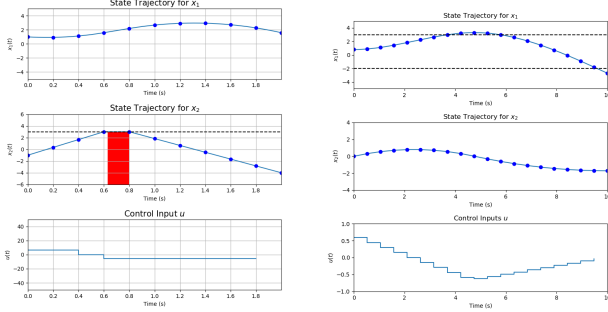 State Trajectory for x₁
x₁(t)
4
2
0
−2
−4
0.0 0.2 0.4 0.6 0.8 1.0 1.2 1.4 1.6 1.8
Time (s)
State Trajectory for x₂
x₂(t)
6
4
2
0
−2
−4
−6
0.0 0.2 0.4 0.6 0.8 1.0 1.2 1.4 1.6 1.8
Time (s)
Control Input u
u(t)
40
20
0
−20
−40
0.0 0.2 0.4 0.6 0.8 1.0 1.2 1.4 1.6 1.8
Time (s)
State Trajectory for x₁
x₁(t)
4
2
0
−2
−4
0 2 4 6 8 10
Time (s)
State Trajectory for x₂
x₂(t)
4
2
0
−2
−4
0 2 4 6 8 10
Time (s)
Control Inputs u
u(t)
1.0
0.5
0.0
−0.5
−1.0
0 2 4 6 8 10
Time (s)